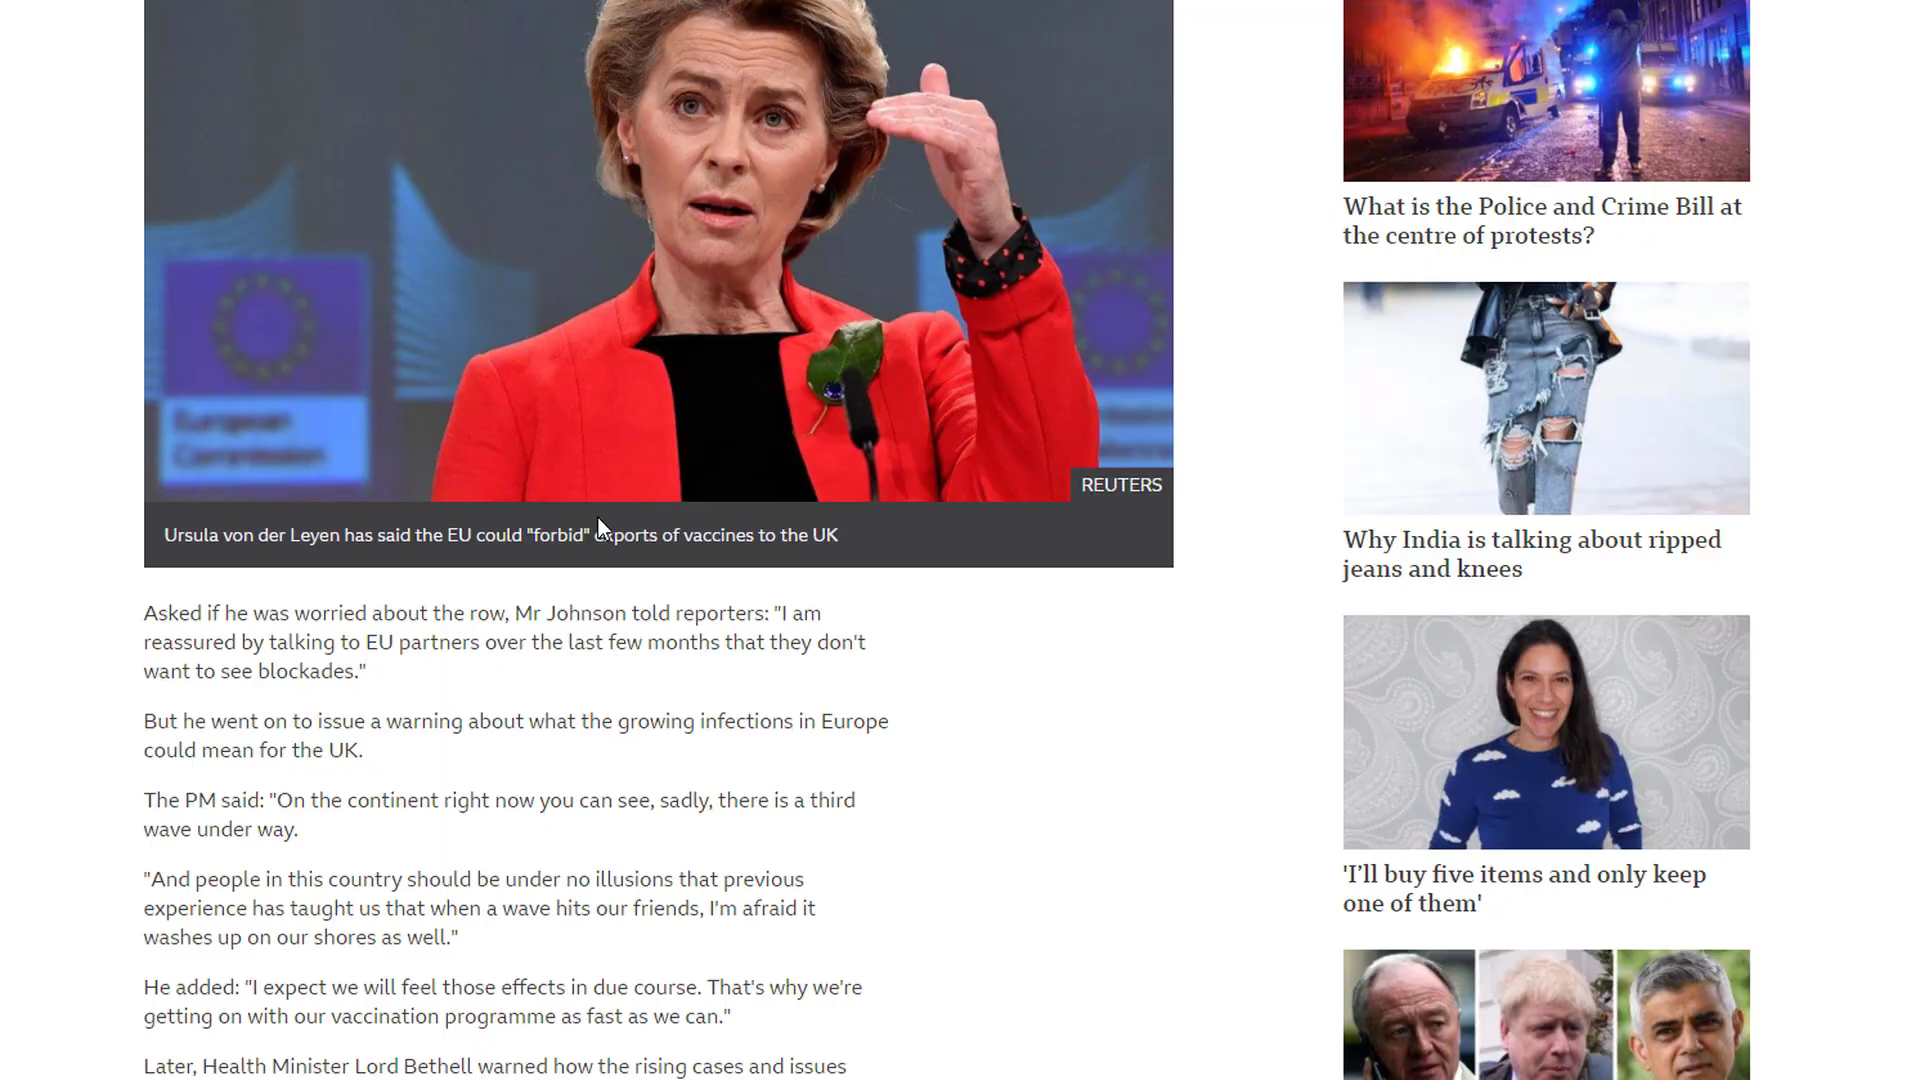 European
Commission
REUTERS
Ursula von der Leyen has said the EU could "forbid" exports of vaccines to the UK
Asked if he was worried about the row, Mr Johnson told reporters: "I am
reassured by talking to EU partners over the last few months that they don't
want to see blockades."
But he went on to issue a warning about what the growing infections in Europe
could mean for the UK.
The PM said: "On the continent right now you can see, sadly, there is a third
wave under way.
"And people in this country should be under no illusions that previous
experience has taught us that when a wave hits our friends, I'm afraid it
washes up on our shores as well."
He added: "I expect we will feel those effects in due course. That's why we're
getting on with our vaccination programme as fast as we can."
Later, Health Minister Lord Bethell warned how the rising cases and issues
What is the Police and Crime Bill at
the centre of protests?
Why India is talking about ripped
jeans and knees
'I’ll buy five items and only keep
one of them'